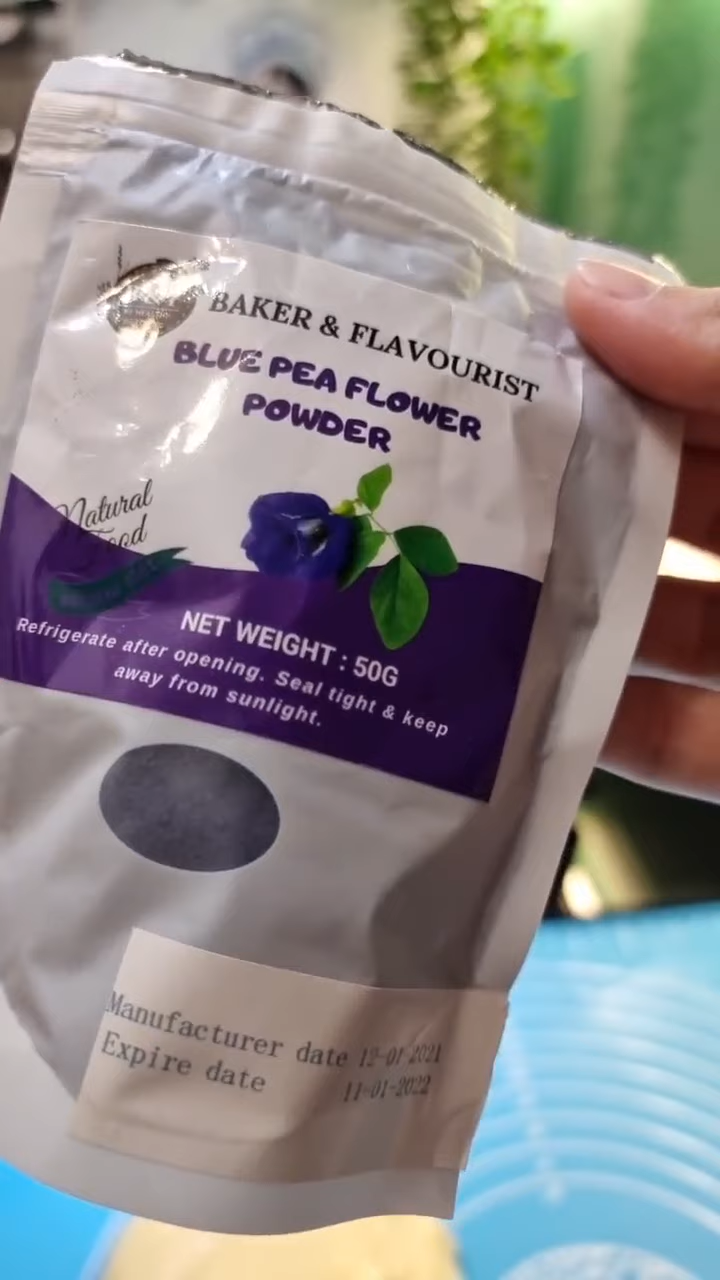 BAKER & FLAVOURIST
BLUE PEA FLOWER
POWDER
Natural
Food
NET WEIGHT : 50G
Refrigerate after opening. Seal tight & keep
away from sunlight.
Manufacturer date 12-01-2021
Expire date 11-01-2022